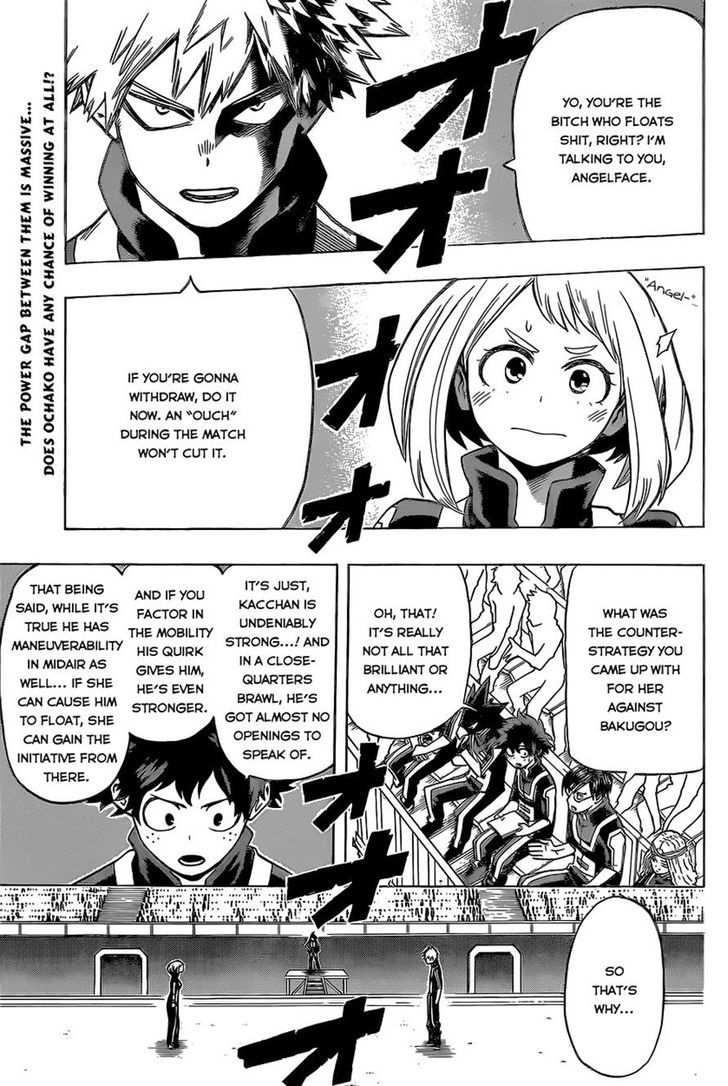 THE POWER GAP BETWEEN THEM IS MASSIVE...
DOES OCHAKO HAVE ANY CHANCE OF WINNING AT ALL!?
YO, YOU'RE THE
BITCH WHO FLOATS
SHIT, RIGHT? I'M
TALKING TO YOU,
ANGELFACE.
オ
オ
"Angel-"..
IF YOU'RE GONNA
WITHDRAW, DO IT
NOW. AN "OUCH"
DURING THE MATCH
WON'T CUT IT.
オ
オ
WHAT WAS
THE COUNTER-
STRATEGY YOU
CAME UP WITH
FOR HER
AGAINST
BAKUGOU?
OH, THAT!
IT'S REALLY
NOT ALL THAT
BRILLIANT OR
ANYTHING...
IT'S JUST,
KACCHAN IS
UNDENIABLY
STRONG...! AND
IN A CLOSE-
QUARTERS
BRAWL, HE'S
GOT ALMOST NO
OPENINGS TO
SPEAK OF.
AND IF YOU
FACTOR IN
THE MOBILITY
HIS QUIRK
GIVES HIM,
HE'S EVEN
STRONGER.
THAT BEING
SAID, WHILE IT'S
TRUE HE HAS
MANEUVERABILITY
IN MIDAIR AS
WELL... IF SHE
CAN CAUSE HIM
TO FLOAT, SHE
CAN GAIN THE
INITIATIVE FROM
THERE.
オ
オ
オ
SO
THAT'S
WHY...